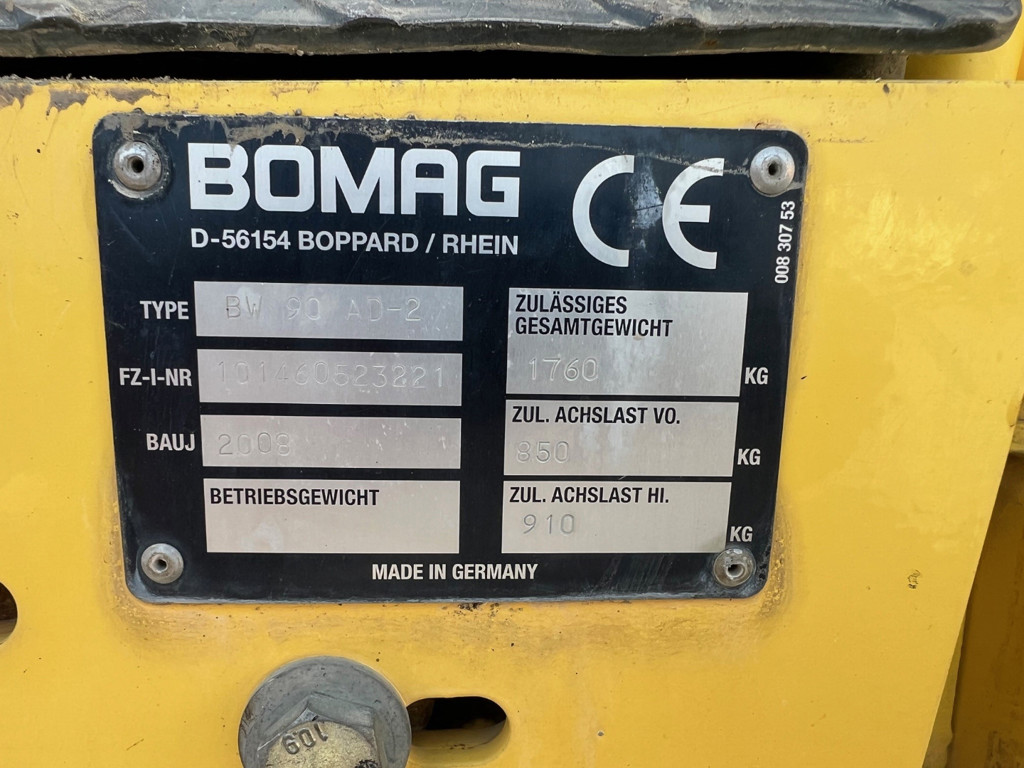 BOMAG CE
D-56154 BOPPARD / RHEIN
008 307 53
TYPE BW 90 AD-2
FZ-I-NR 101460523221
BAUJ 2008
BETRIEBSGEWICHT
ZULÄSSIGES
GESAMTGEWICHT
1760 KG
ZUL. ACHSLAST VO.
850 KG
ZUL. ACHSLAST HI.
910 KG
MADE IN GERMANY
109